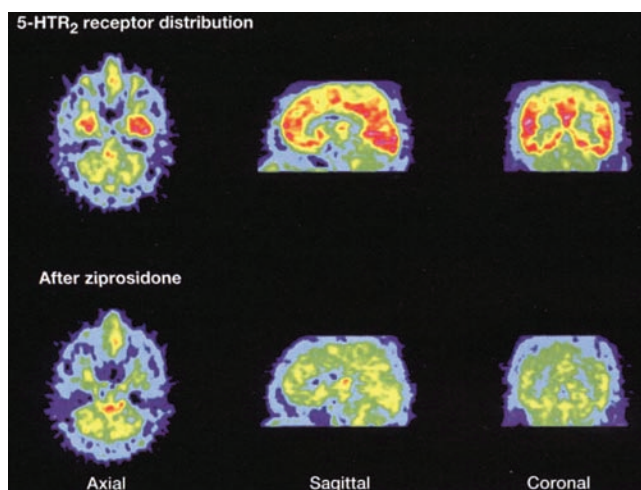 5-HTR₂ receptor distribution
After ziprosidone
Axial Sagittal Coronal